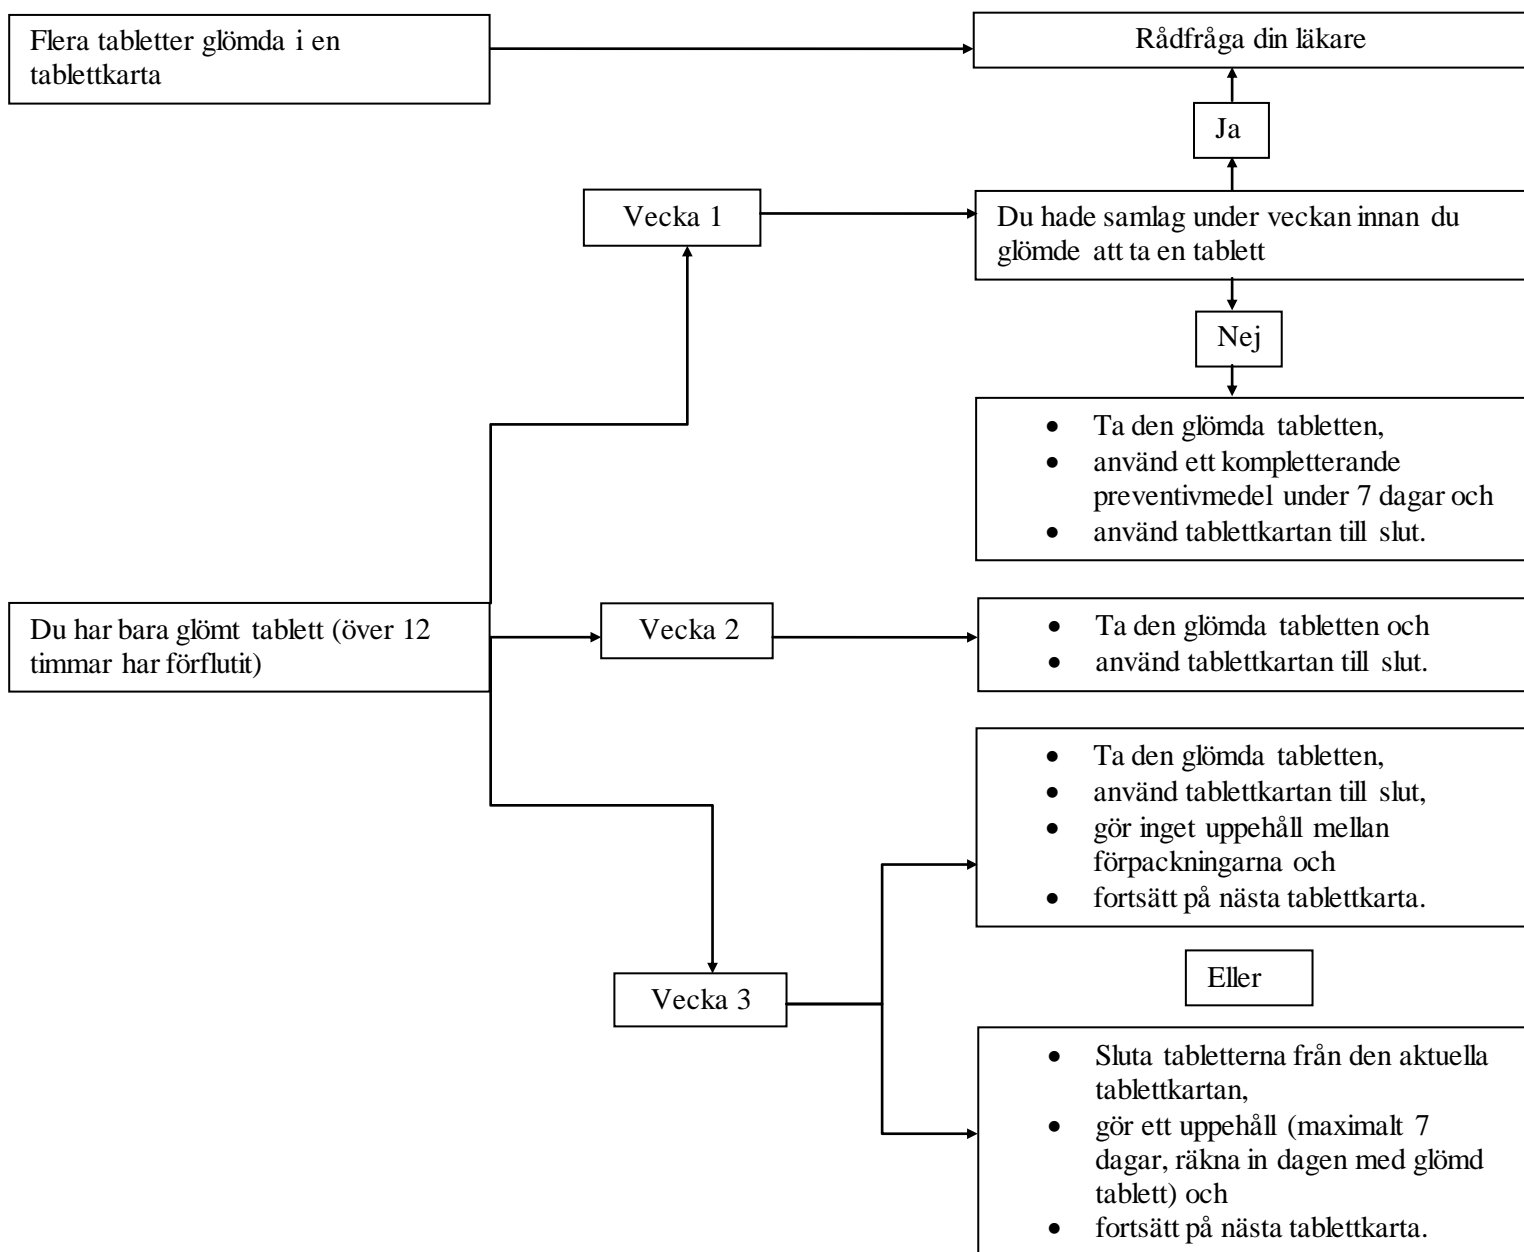 Flera tabletter glömda i en
tablettkarta
Rådfråga din läkare
Ja
Vecka 1
Du hade samlag under veckan innan du
glömde att ta en tablett
Nej
• Ta den glömda tabletten,
• använd ett kompletterande
preventivmedel under 7 dagar och
• använd tablettkartan till slut.
Du har bara glömt tablett (över 12
timmar har förflutit)
Vecka 2
• Ta den glömda tabletten och
• använd tablettkartan till slut.
• Ta den glömda tabletten,
• använd tablettkartan till slut,
• gör inget uppehåll mellan
förpackningarna och
• fortsätt på nästa tablettkarta.
Eller
Vecka 3
• Sluta tabletterna från den aktuella
tablettkartan,
• gör ett uppehåll (maximalt 7
dagar, räkna in dagen med glömd
tablett) och
• fortsätt på nästa tablettkarta.